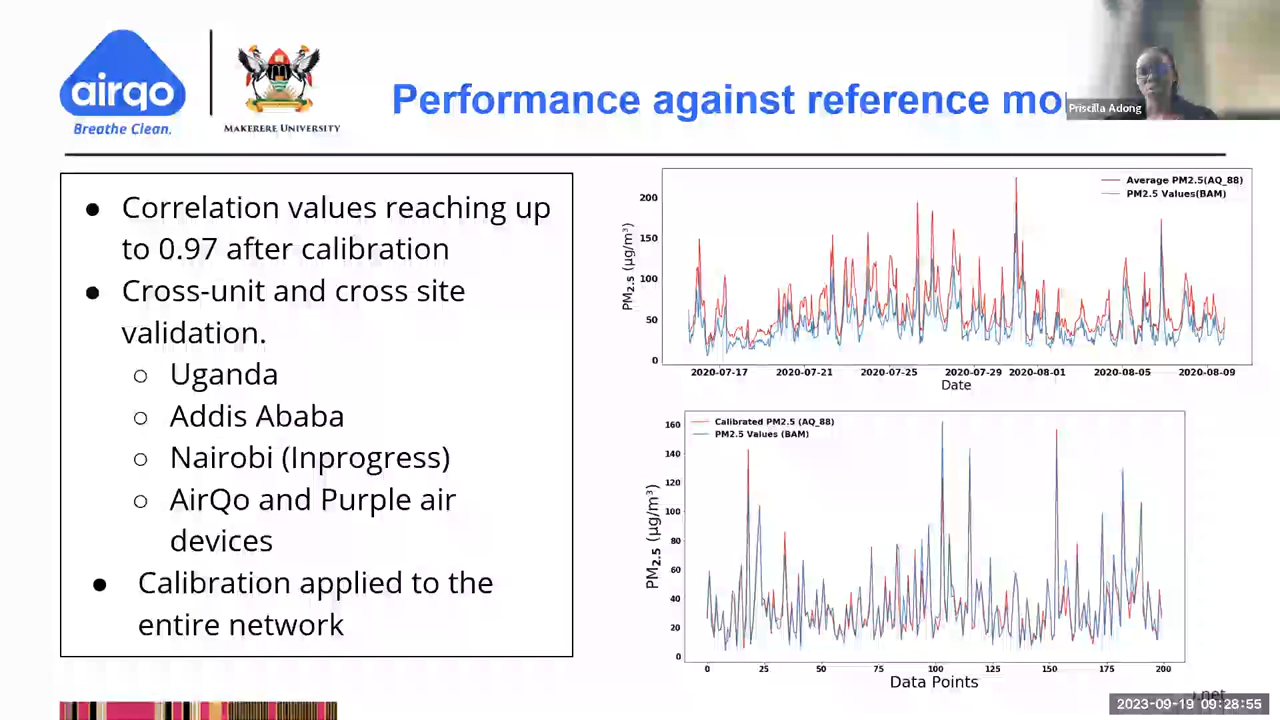 airqo
Breathe Clean.
MAKERERE UNIVERSITY
Performance against reference mo
Priscilla Adong
● Correlation values reaching up
to 0.97 after calibration
● Cross-unit and cross site
validation.
○ Uganda
○ Addis Ababa
○ Nairobi (Inprogress)
○ AirQo and Purple air
devices
● Calibration applied to the
entire network
Average PM2.5(AQ_88)
PM2.5 Values(BAM)
PM2.5 (µg/m³)
200
150
100
50
0
2020-07-17 2020-07-21 2020-07-25 2020-07-29 2020-08-01 2020-08-05 2020-08-09
Date
Calibrated PM2.5 (AQ_88)
PM2.5 Values (BAM)
PM2.5 (µg/m³)
160
140
120
100
80
60
40
20
0
0 25 50 75 100 125 150 175 200
Data Points
.net
2023-09-19 09:28:55